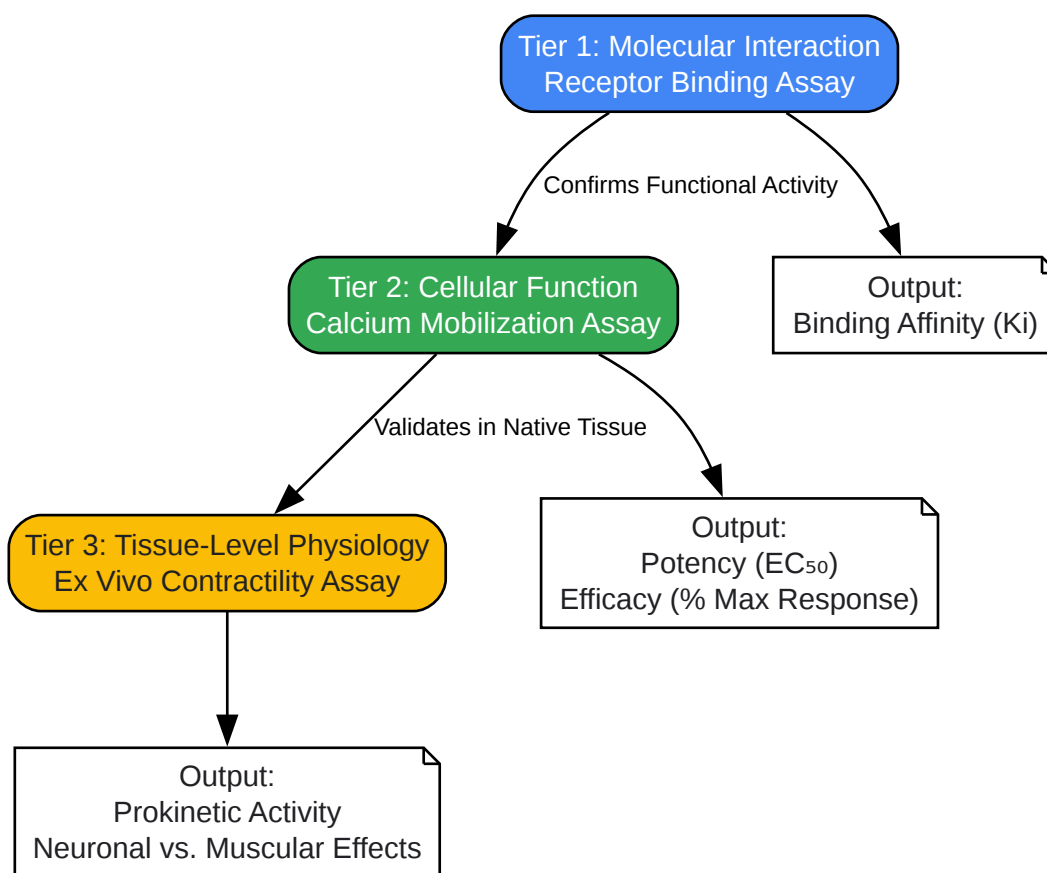 Tier 1: Molecular Interaction
Receptor Binding Assay
Confirms Functional Activity
Tier 2: Cellular Function
Calcium Mobilization Assay
Output:
Binding Affinity (Ki)
Validates in Native Tissue
Tier 3: Tissue-Level Physiology
Ex Vivo Contractility Assay
Output:
Potency (EC₅₀)
Efficacy (% Max Response)
Output:
Prokinetic Activity
Neuronal vs. Muscular Effects